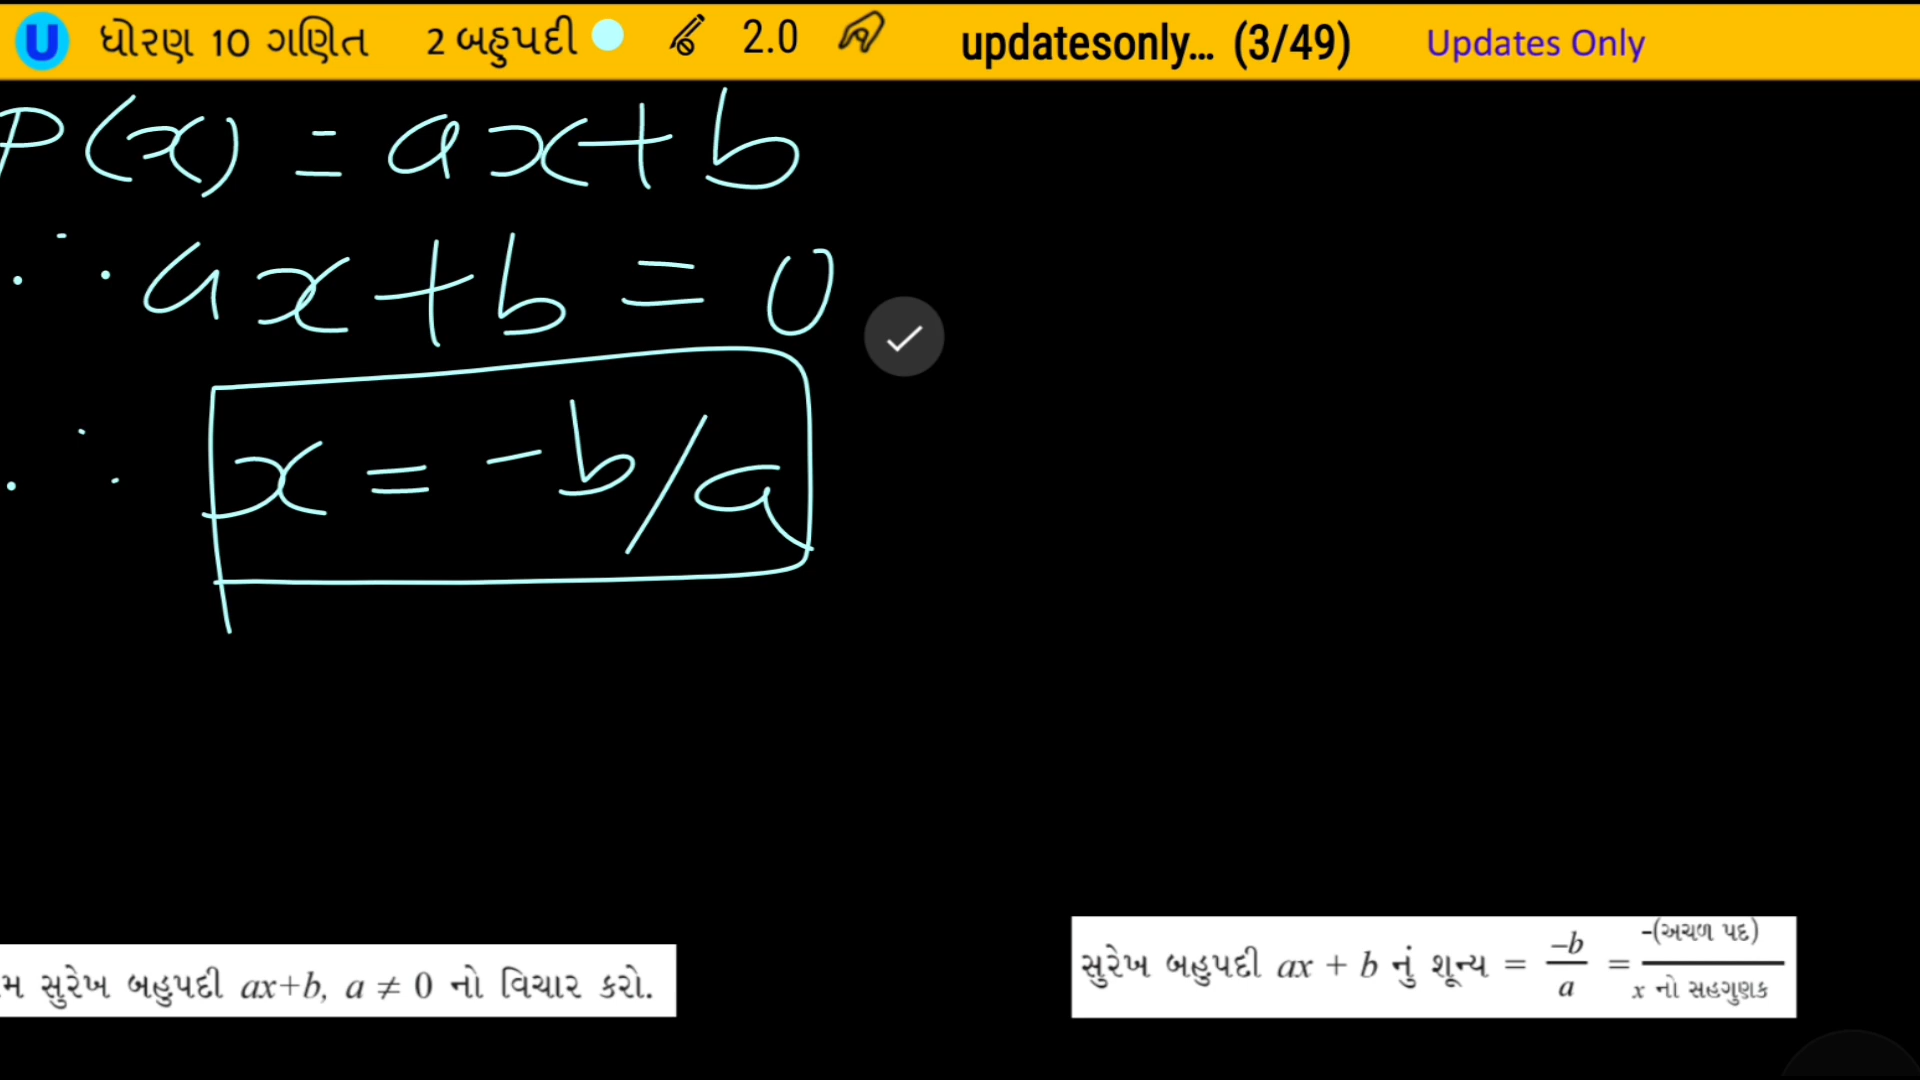 U ધોરણ 10 ગણિત 2 બહુપદી 2.0 updatesonly... (3/49) Updates Only
P(x) = ax+b
∴ ax+b=0
∴ x = -b/a
સુરેખ બહુપદી ax+b, a ≠ 0 નો વિચાર કરો.
સુરેખ બહુપદી ax + b નું શૂન્ય = –b/a = –(અચળ પદ)/x નો સહગુણક